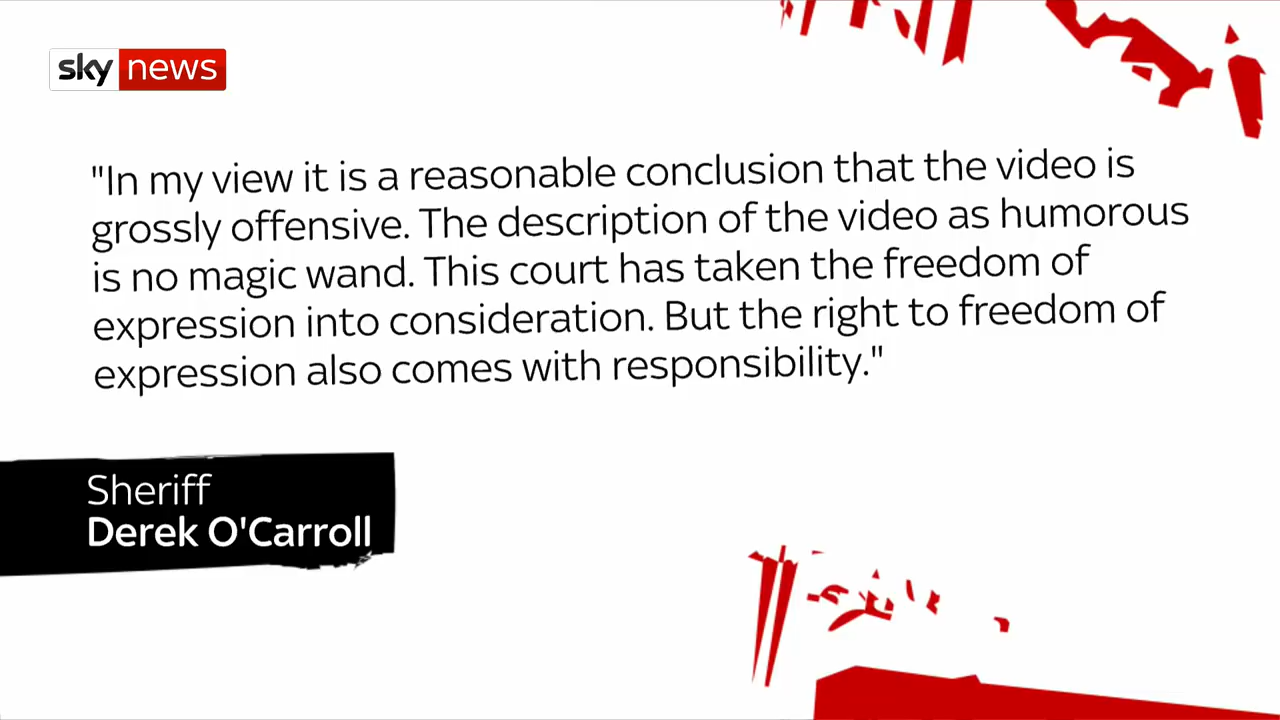 sky news
"In my view it is a reasonable conclusion that the video is
grossly offensive. The description of the video as humorous
is no magic wand. This court has taken the freedom of
expression into consideration. But the right to freedom of
expression also comes with responsibility."
Sheriff
Derek O'Carroll